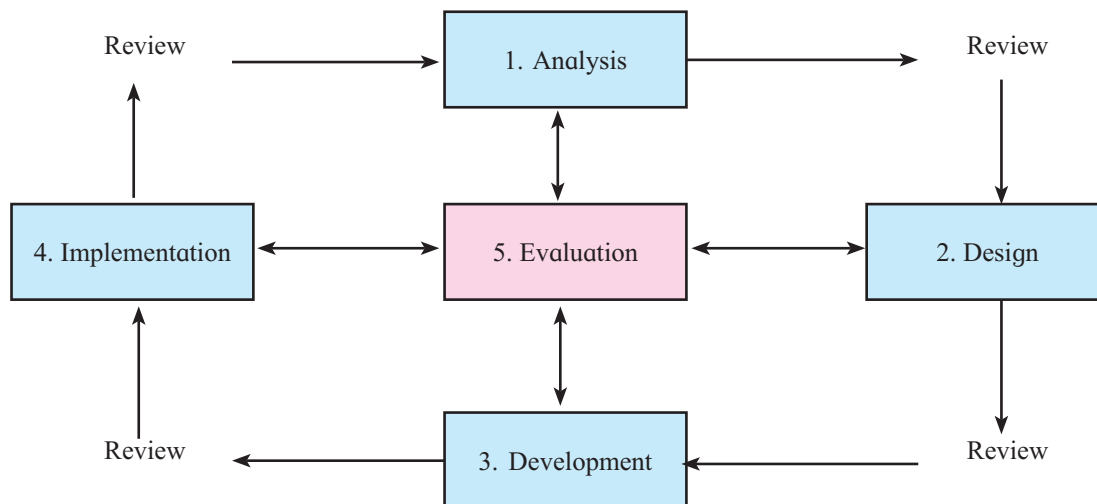 Review
1. Analysis
Review
4. Implementation
5. Evaluation
2. Design
Review
3. Development
Review